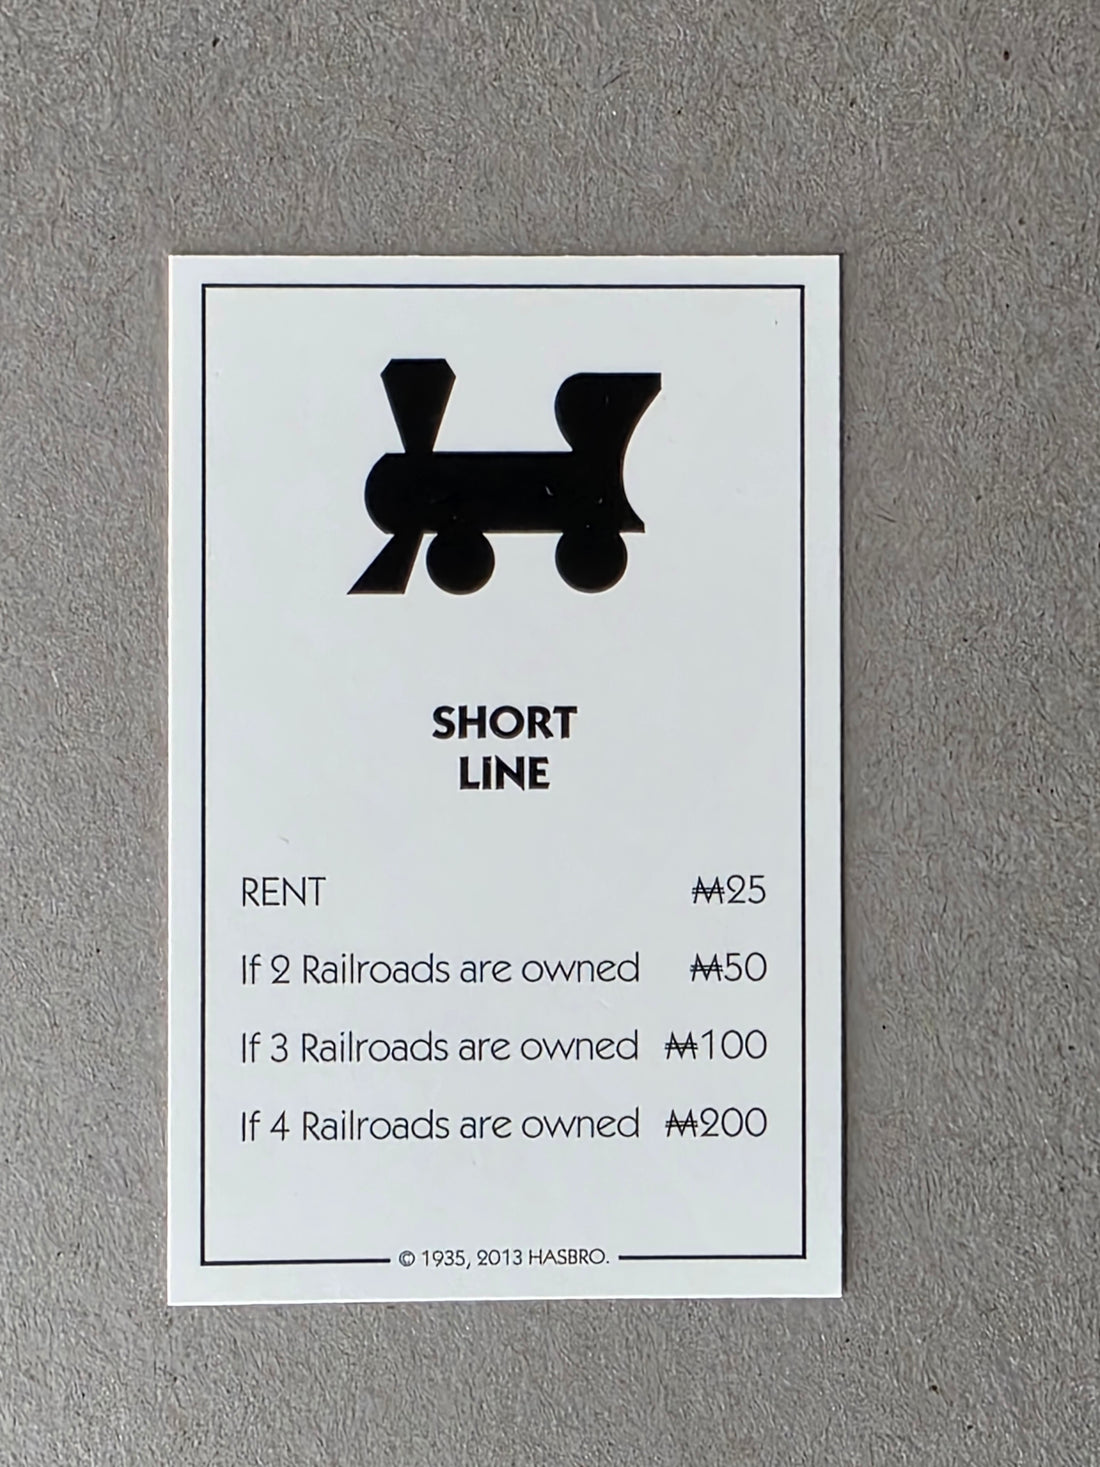 SHORT
LINE
RENT ₩25
If 2 Railroads are owned ₩50
If 3 Railroads are owned ₩100
If 4 Railroads are owned ₩200
© 1935, 2013 HASBRO.